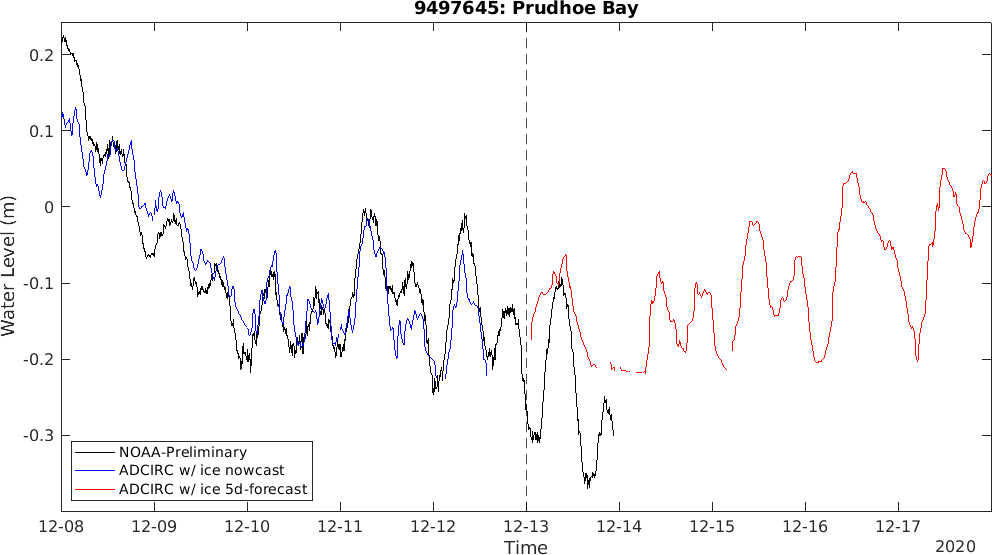 9497645: Prudhoe Bay
Water Level (m)
0.2
0.1
0
-0.1
-0.2
-0.3
NOAA-Preliminary
ADCIRC w/ ice nowcast
ADCIRC w/ ice 5d-forecast
12-08 12-09 12-10 12-11 12-12 12-13 12-14 12-15 12-16 12-17
Time
2020